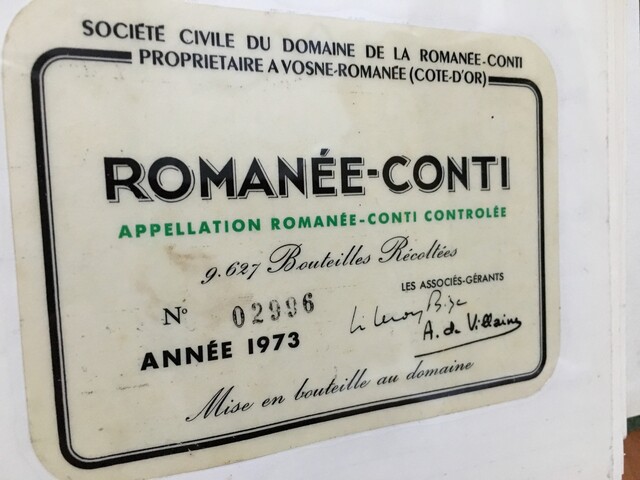 SOCIÉTÉ CIVILE DU DOMAINE DE LA ROMANÉE-CONTI
PROPRIETAIRE A VOSNE-ROMANÉE (COTE-D'OR)
ROMANÉE-CONTI
APPELLATION ROMANÉE-CONTI CONTROLÉE
9.627 Bouteilles Récoltées
LES ASSOCIÉS-GÉRANTS
N° 02996
A. de Villaine
ANNÉE 1973
Mise en bouteille au domaine